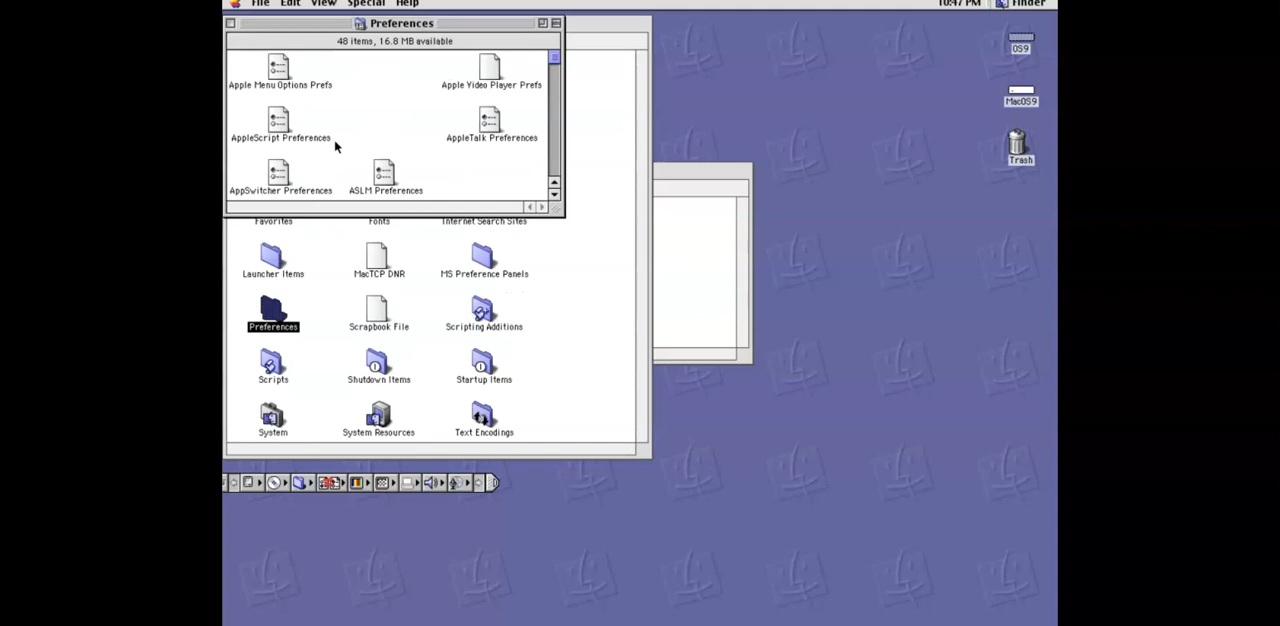 File Edit View Special Help 10:47 PM Finder
Preferences
48 items, 16.8 MB available
Apple Menu Options Prefs Apple Video Player Prefs
AppleScript Preferences AppleTalk Preferences
AppSwitcher Preferences ASLM Preferences
Favorites Fonts Internet Search Sites
Launcher Items MacTCP DNR MS Preference Panels
Preferences Scrapbook File Scripting Additions
Scripts Shutdown Items Startup Items
System System Resources Text Encodings
OS9
MacOS9
Trash